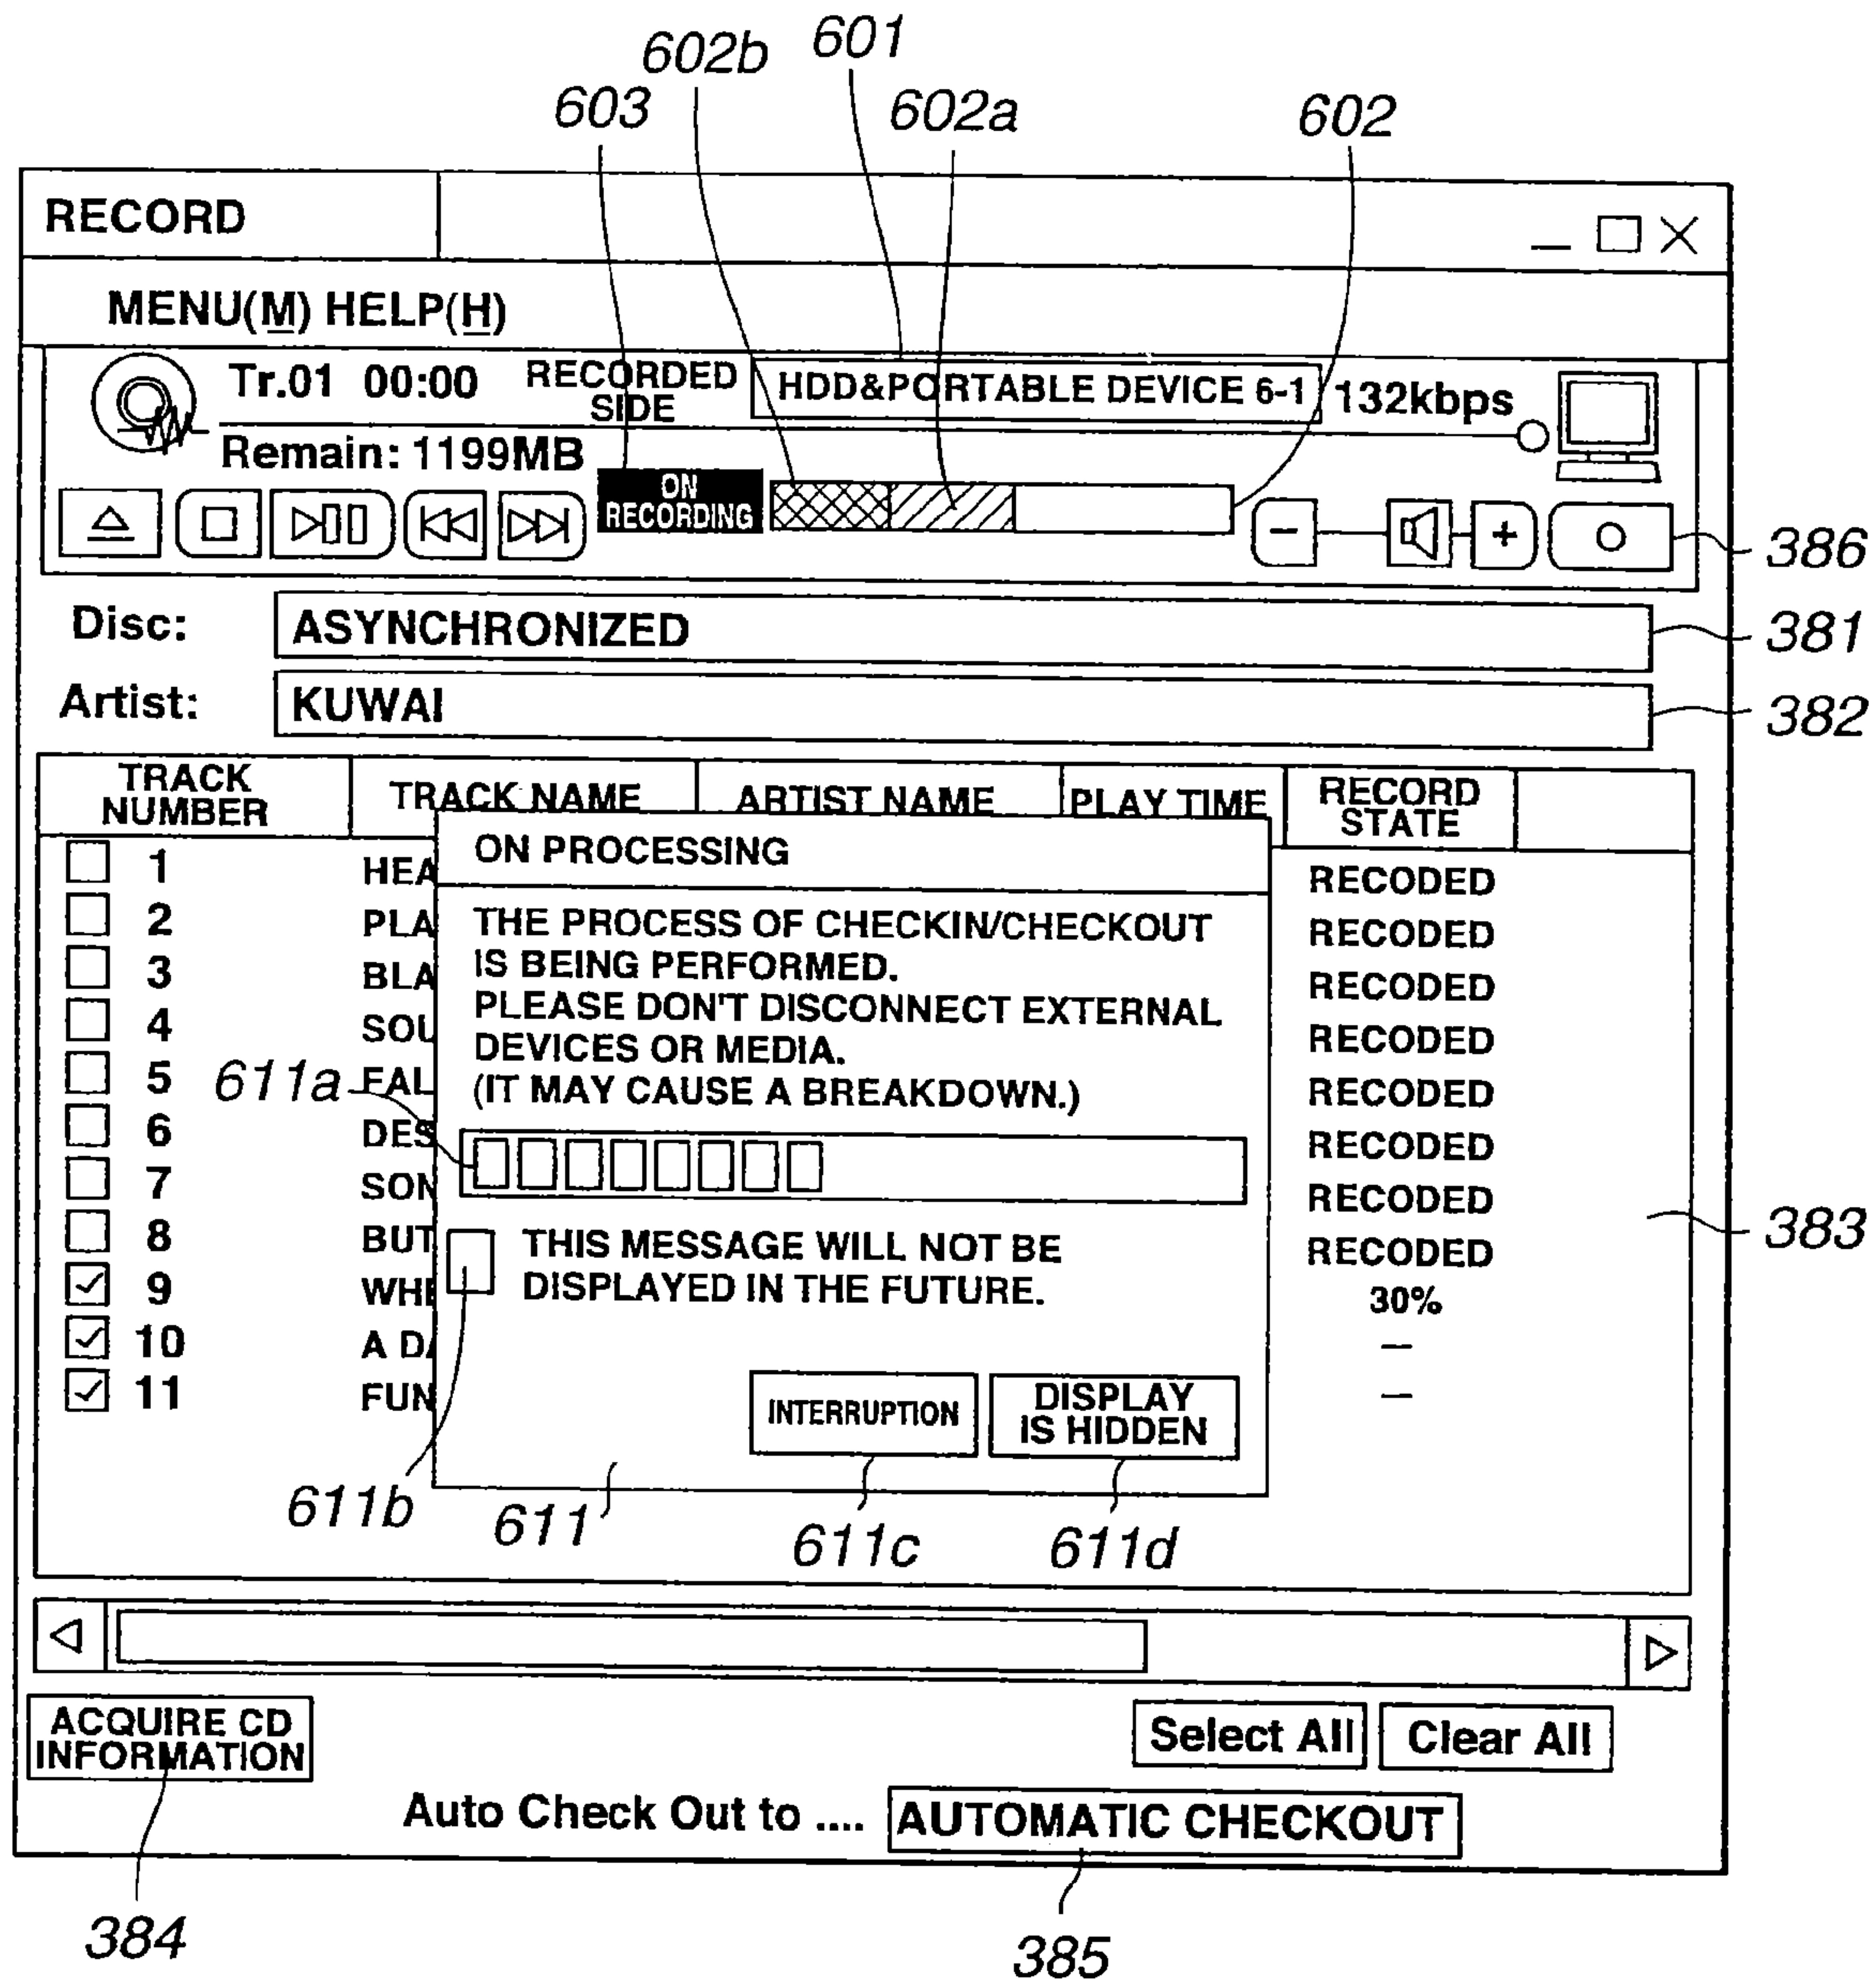 602b 601
603 602a 602
RECORD
MENU(M) HELP(H)
Tr.01 00:00 RECORDED SIDE HDD&PORTABLE DEVICE 6-1 132kbps
Remain: 1199MB
ON RECORDING
386
Disc: ASYNCHRONIZED 381
Artist: KUWAI 382
TRACK NUMBER TRACK NAME ARTIST NAME PLAY TIME RECORD STATE
1 HEA RECODED
2 PLA RECODED
3 BLA RECODED
4 SOU RECODED
5 FAL RECODED
6 DES RECODED
7 SON RECODED
8 BUT RECODED
9 WHE 30%
10 A DA —
11 FUN —
ON PROCESSING
THE PROCESS OF CHECKIN/CHECKOUT
IS BEING PERFORMED.
PLEASE DON'T DISCONNECT EXTERNAL
DEVICES OR MEDIA.
(IT MAY CAUSE A BREAKDOWN.)
611a
THIS MESSAGE WILL NOT BE
DISPLAYED IN THE FUTURE.
383
INTERRUPTION
DISPLAY
IS HIDDEN
611b 611 611c 611d
ACQUIRE CD
INFORMATION
Select All Clear All
Auto Check Out to .... AUTOMATIC CHECKOUT
384 385